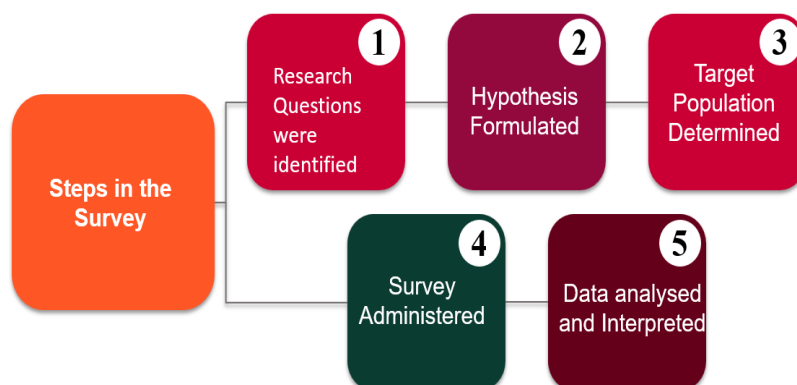 Steps in the
Survey
1
Research
Questions
were
identified
2
Hypothesis
Formulated
3
Target
Population
Determined
4
Survey
Administered
5
Data analysed
and Interpreted